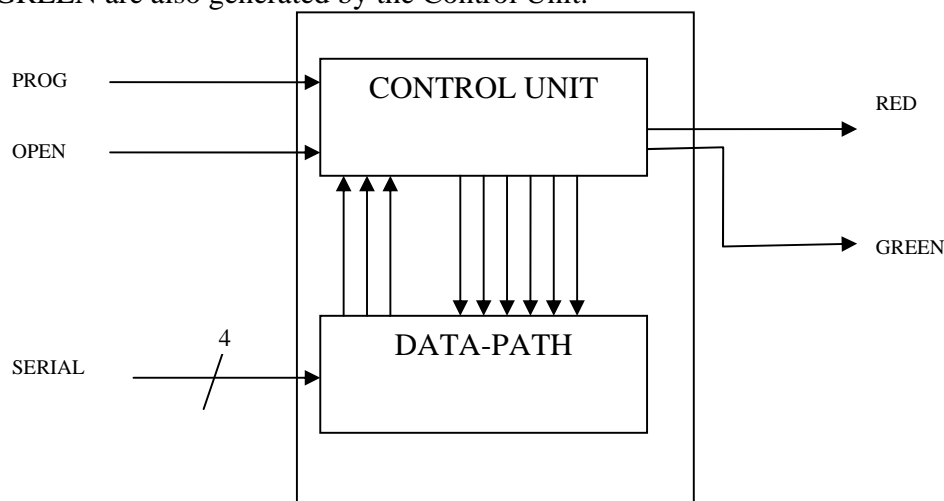 GREEN are also generated by the Control Unit.
PROG
CONTROL UNIT
RED
OPEN
GREEN
4
DATA-PATH
SERIAL